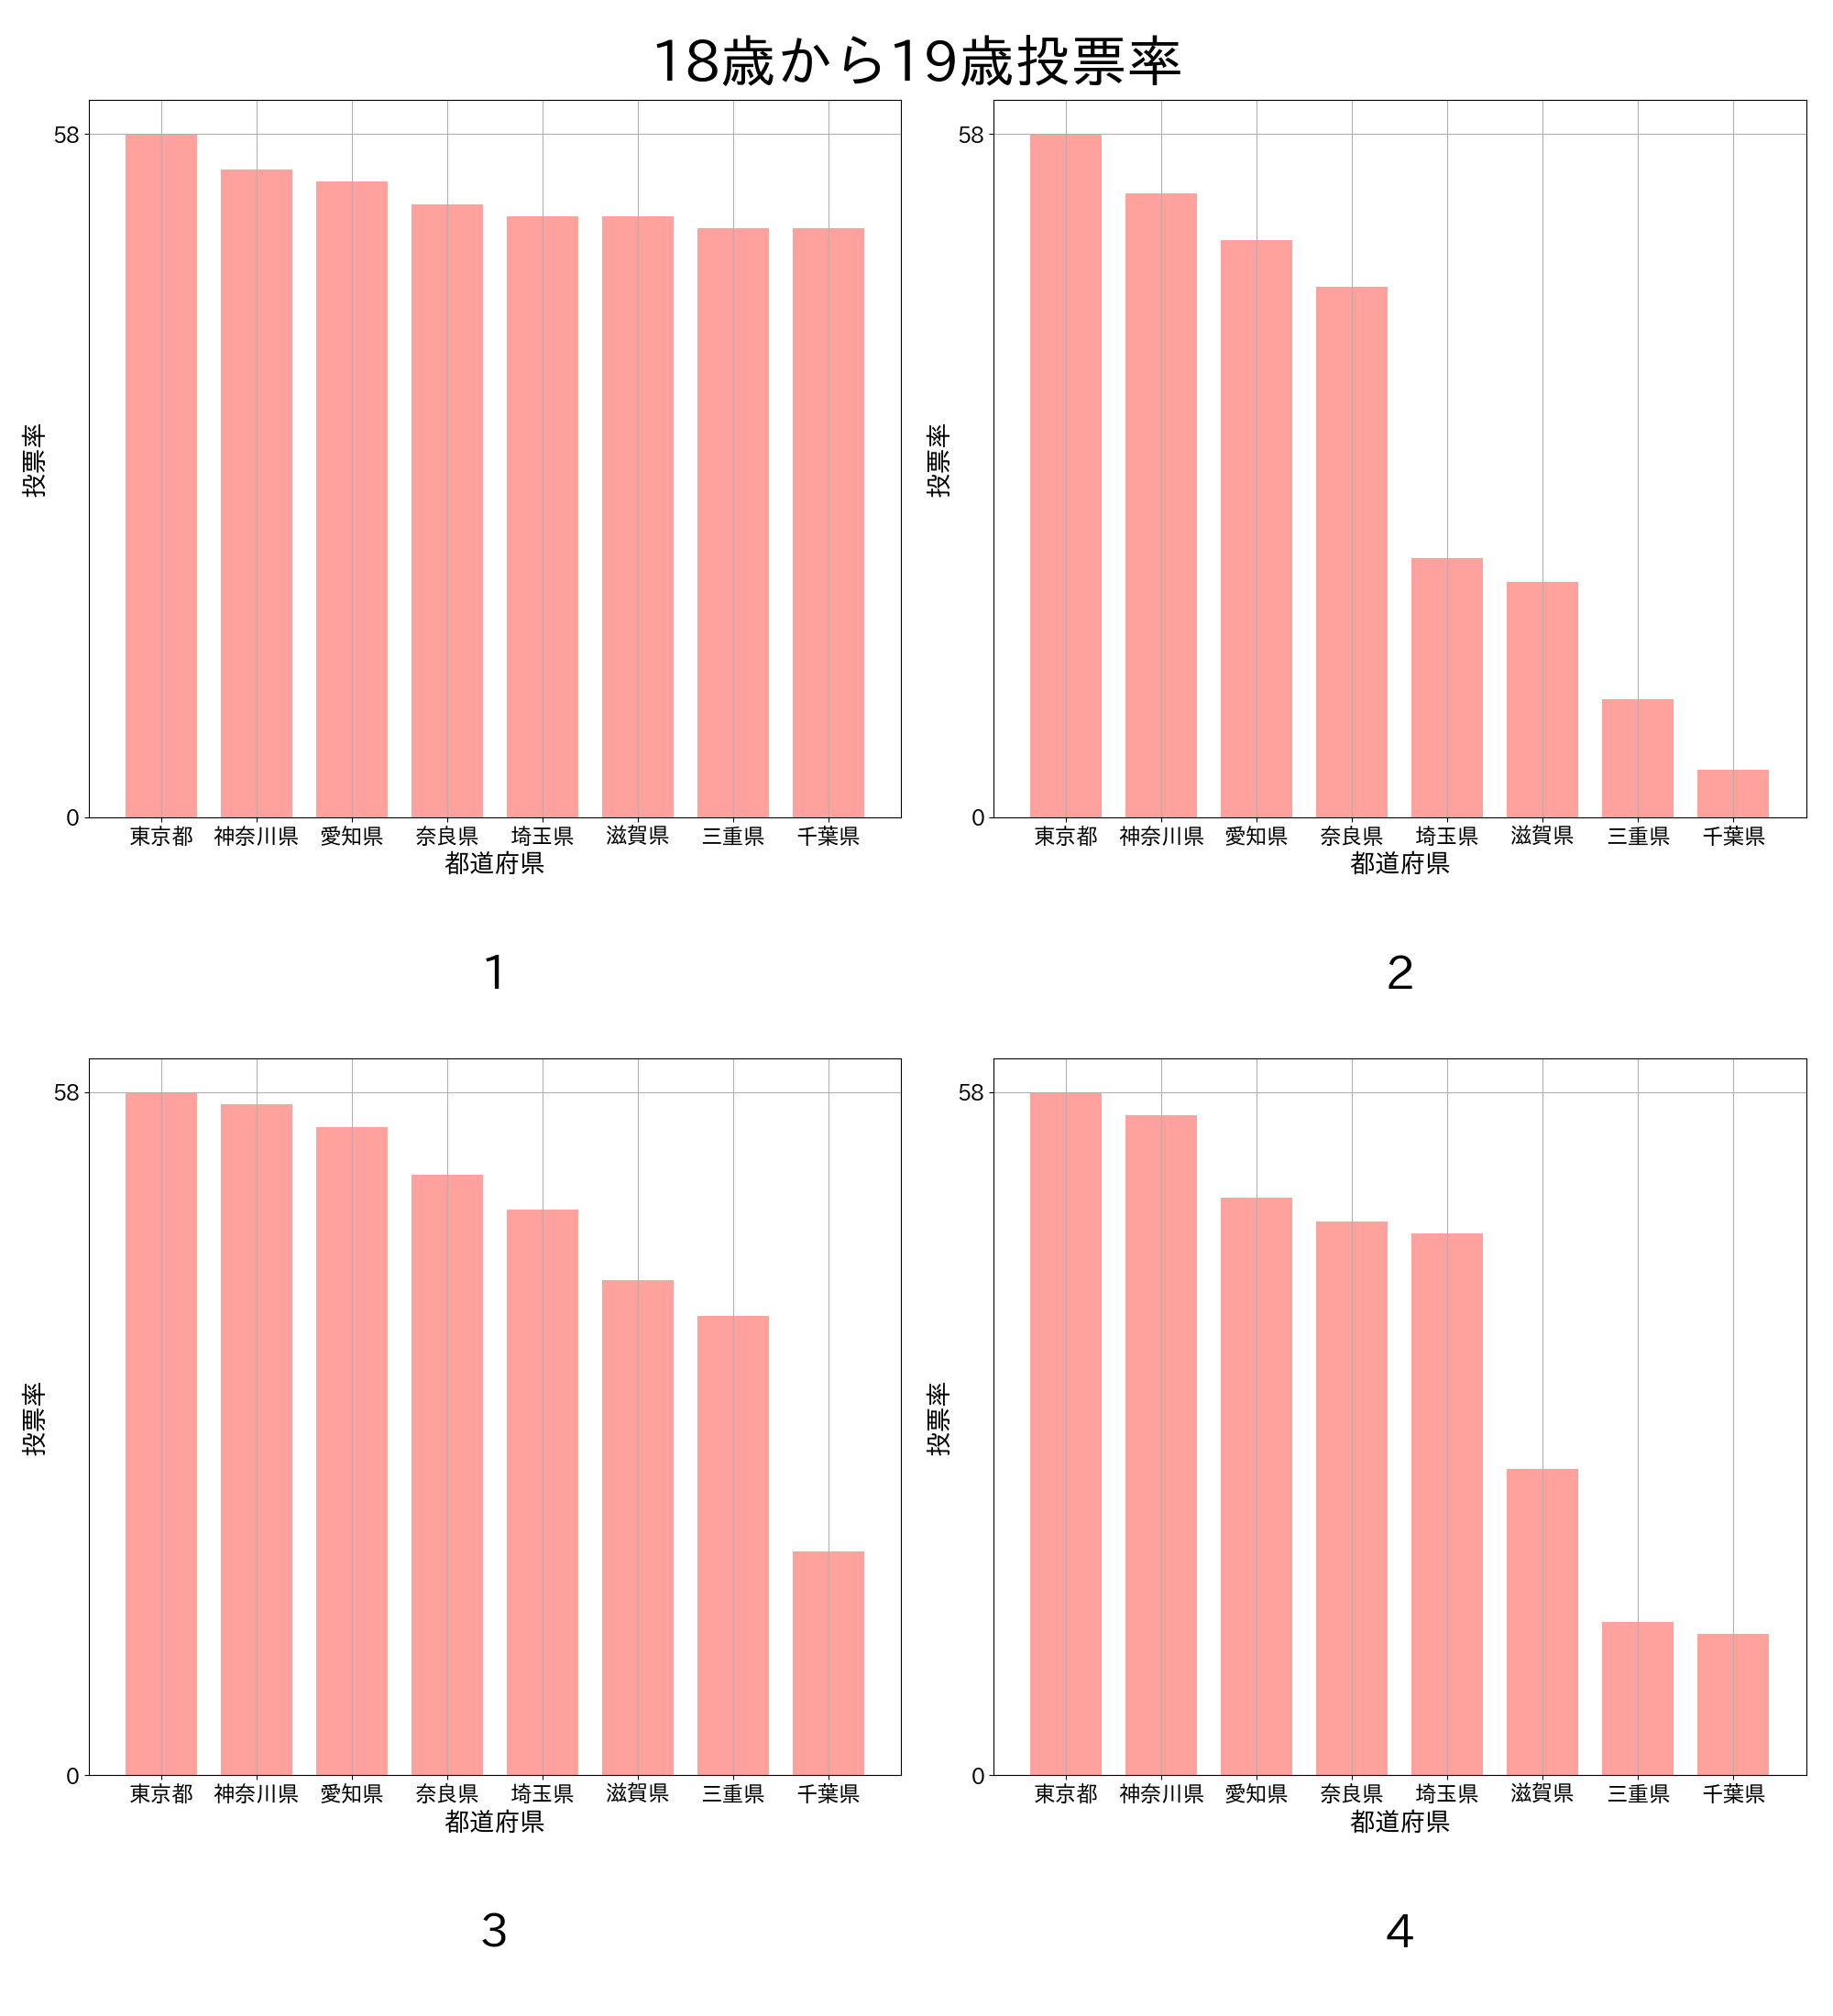 18歳から19歳投票率
58
0
投票率
東京都 神奈川県 愛知県 奈良県 埼玉県 滋賀県 三重県 千葉県
都道府県
1
58
0
投票率
東京都 神奈川県 愛知県 奈良県 埼玉県 滋賀県 三重県 千葉県
都道府県
2
58
0
投票率
東京都 神奈川県 愛知県 奈良県 埼玉県 滋賀県 三重県 千葉県
都道府県
3
58
0
投票率
東京都 神奈川県 愛知県 奈良県 埼玉県 滋賀県 三重県 千葉県
都道府県
4